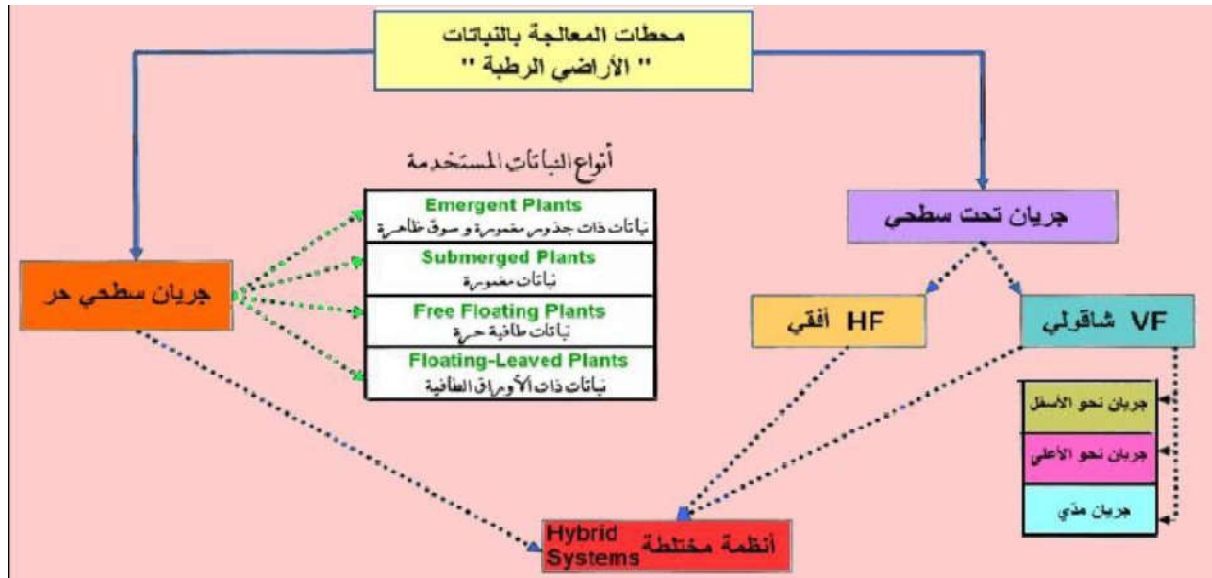 محطات المعالجة بالنباتات
" الأراضي الرطبة "
أنواع النباتات المستخدمة
Emergent Plants
نباتات ذات جذور مغمورة و سوق ظاهرة
Submerged Plants
نباتات مغمورة
Free Floating Plants
نباتات طافية حرة
Floating-Leaved Plants
نباتات ذات الأوراق الطافية
جريان تحت سطحي
جريان سطحي حر
VF شاقولي
HF أفقي
جريان نحو الأسفل
جريان نحو الأعلى
جريان مدّي
أنظمة مختلطة Hybrid
Systems